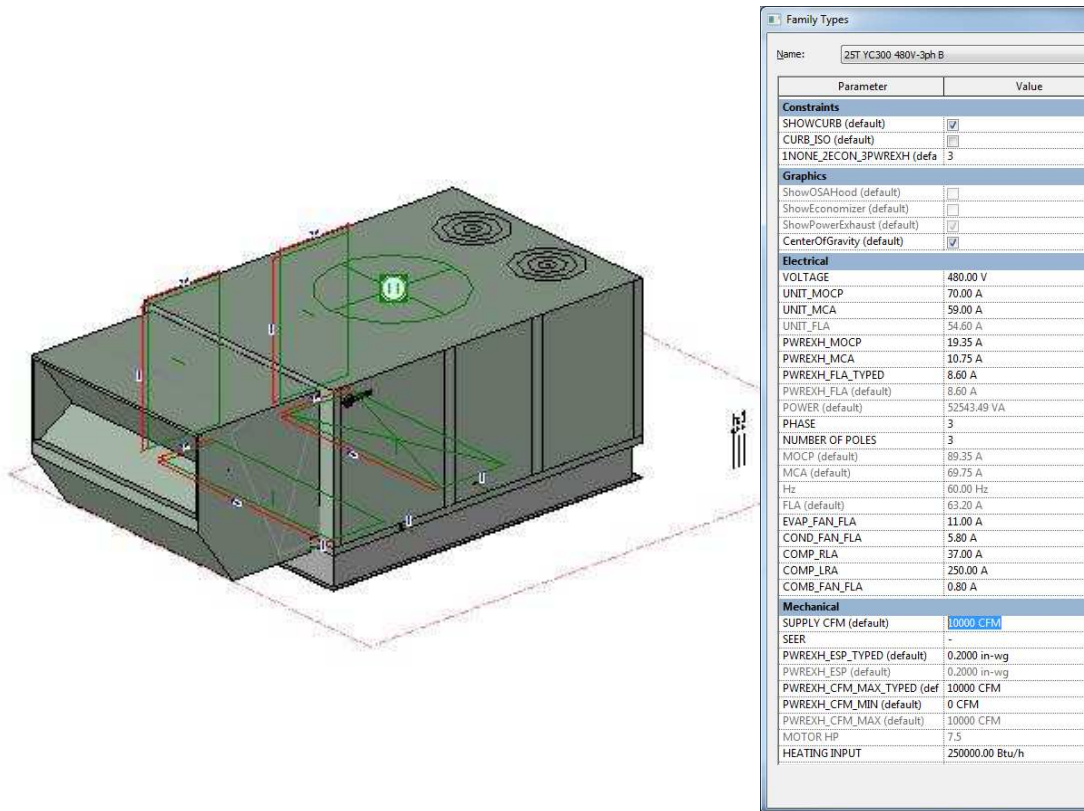 Family Types
Name: 25T YC300 480V-3ph B
Parameter Value
Constraints
SHOWCURB (default)
CURB_ISO (default)
1NONE_2ECON_3PWREXH (defa 3
Graphics
ShowOSAHood (default)
ShowEconomizer (default)
ShowPowerExhaust (default)
CenterOfGravity (default)
Electrical
VOLTAGE 480.00 V
UNIT_MOCP 70.00 A
UNIT_MCA 59.00 A
UNIT_FLA 54.60 A
PWREXH_MOCP 19.35 A
PWREXH_MCA 10.75 A
PWREXH_FLA_TYPED 8.60 A
PWREXH_FLA (default) 8.60 A
POWER (default) 52543.49 VA
PHASE 3
NUMBER OF POLES 3
MOCP (default) 89.35 A
MCA (default) 69.75 A
Hz 60.00 Hz
FLA (default) 63.20 A
EVAP_FAN_FLA 11.00 A
COND_FAN_FLA 5.80 A
COMP_RLA 37.00 A
COMP_LRA 250.00 A
COMB_FAN_FLA 0.80 A
Mechanical
SUPPLY CFM (default) 10000 CFM
SEER -
PWREXH_ESP_TYPED (default) 0.2000 in-wg
PWREXH_ESP (default) 0.2000 in-wg
PWREXH_CFM_MAX_TYPED (def 10000 CFM
PWREXH_CFM_MIN (default) 0 CFM
PWREXH_CFM_MAX (default) 10000 CFM
MOTOR HP 7.5
HEATING INPUT 250000.00 Btu/h